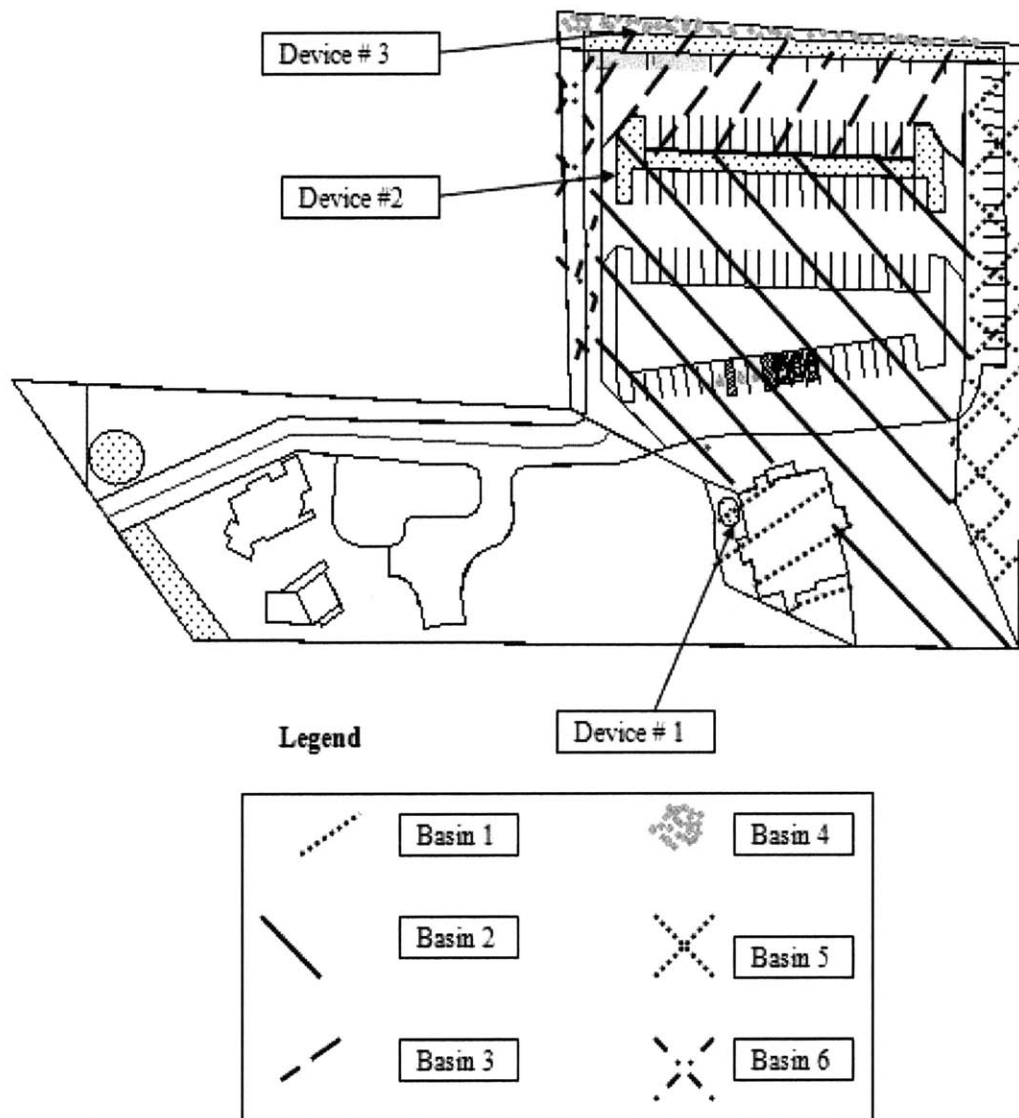 Device # 3
Device #2
Legend
Device # 1
Basin 1
Basin 4
Basin 2
Basin 5
Basin 3
Basin 6